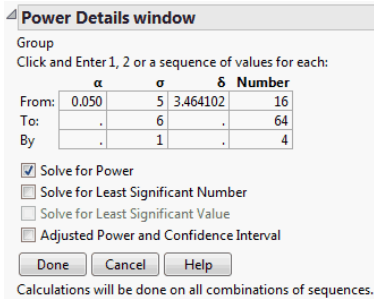 Power Details window
Group
Click and Enter 1, 2 or a sequence of values for each:
α σ δ Number
From: 0.050 5 3.464102 16
To: . 6 . 64
By . 1 . 4
Solve for Power
Solve for Least Significant Number
Solve for Least Significant Value
Adjusted Power and Confidence Interval
Done Cancel Help
Calculations will be done on all combinations of sequences.